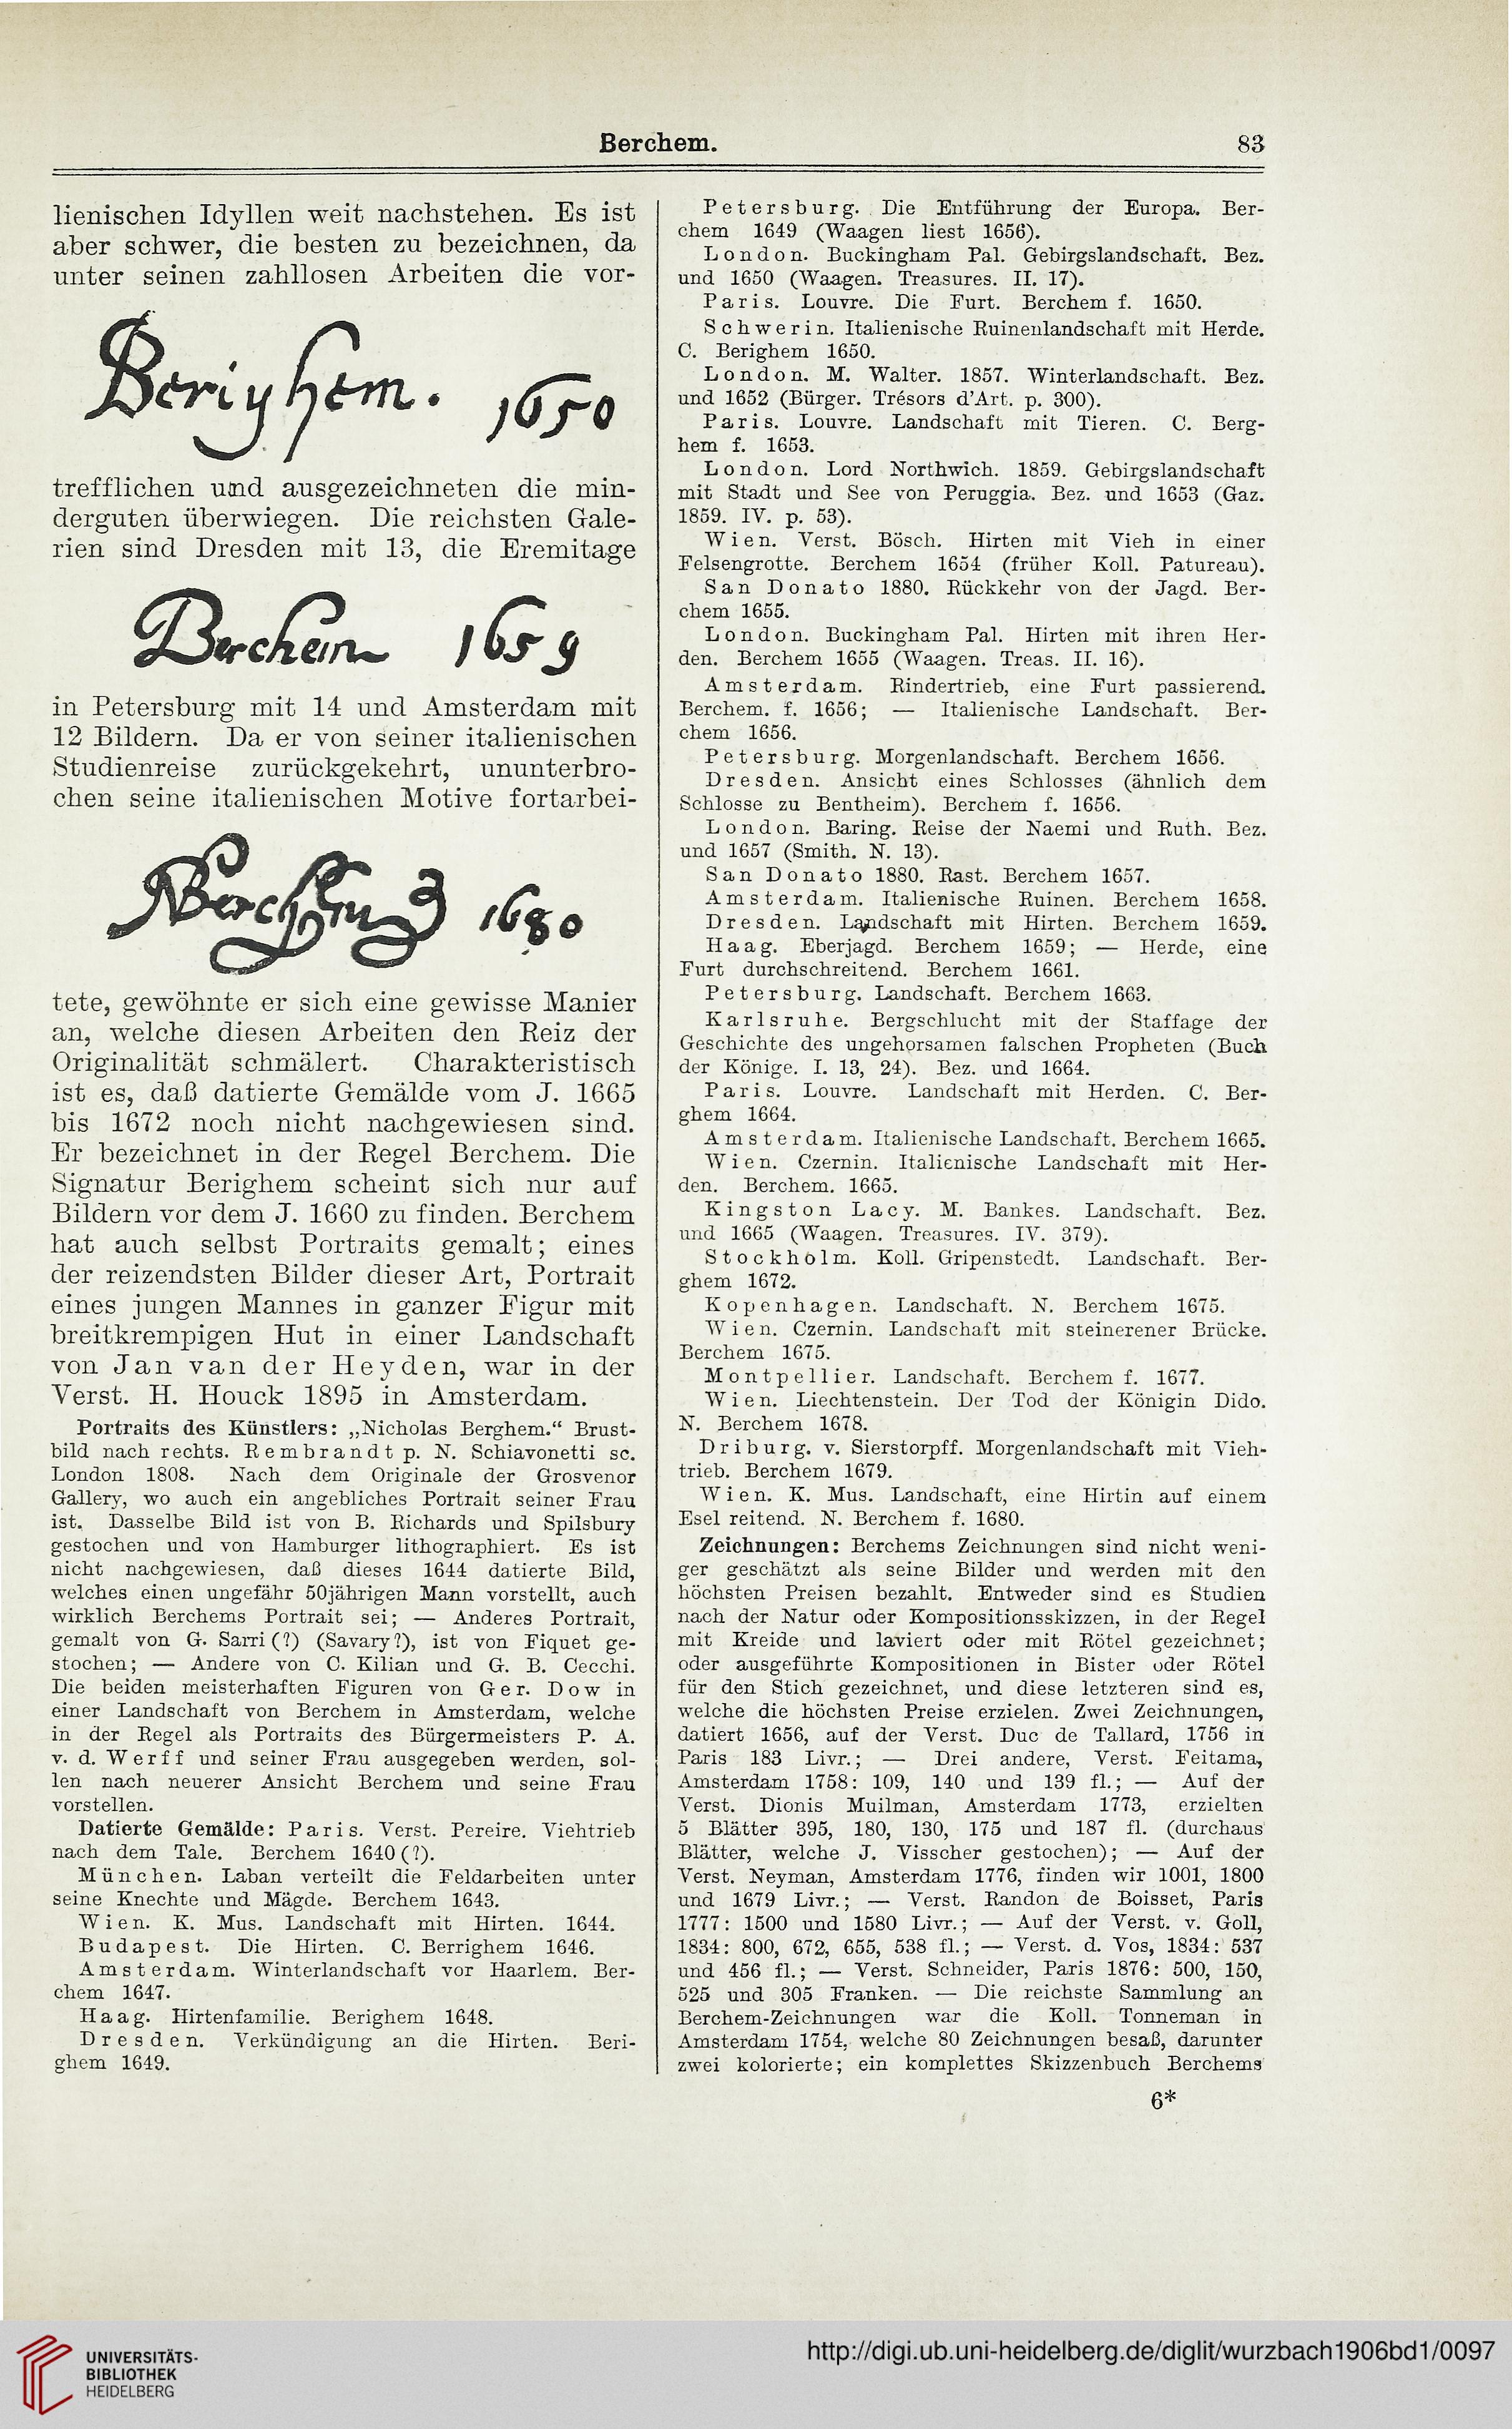 Berchem.
83
lienischen Idyllen weit nachstehen. Es ist
aber schwer, die besten zu bezeichnen, da
unter seinen zahllosen Arbeiten die vor-
Berighem. 1650
trefflichen und ausgezeichneten die min-
derguten überwiegen. Die reichsten Gale-
rien sind Dresden mit 13, die Eremitage
Berchem 1659
in Petersburg mit 14 und Amsterdam mit
12 Bildern. Da er von seiner italienischen
Studienreise zurückgekehrt, ununterbro-
chen seine italienischen Motive fortarbei-
NBerchem 1680
tete, gewöhnte er sich eine gewisse Manier
an, welche diesen Arbeiten den Reiz der
Originalität schmälert. Charakteristisch
ist es, daß datierte Gemälde vom J. 1665
bis 1672 noch nicht nachgewiesen sind.
Er bezeichnet in der Regel Berchem. Die
Signatur Berighem scheint sich nur auf
Bildern vor dem J. 1660 zu finden. Berchem
hat auch selbst Portraits gemalt; eines
der reizendsten Bilder dieser Art, Portrait
eines jungen Mannes in ganzer Figur mit
breitkrempigen Hut in einer Landschaft
von Jan van der Heyden, war in der
Verst. H. Houck 1895 in Amsterdam.
Portraits des Künstlers: „Nicholas Berghem.“ Brust-
bild nach rechts. Rembrandt p. N. Schiavonetti sc.
London 1808. Nach dem Originale der Grosvenor
Gallery, wo auch ein angebliches Portrait seiner Frau
ist. Dasselbe Bild ist von B. Richards und Spilsbury
gestochen und von Hamburger lithographiert. Es ist
nicht nachgewiesen, daß dieses 1644 datierte Bild,
welches einen ungefähr 50jährigen Mann vorstellt, auch
wirklich Berchems Portrait sei; — Anderes Portrait,
gemalt von G. Sarri (?) (Savary?), ist von Fiquet ge-
stochen; — Andere von C. Kilian und G. B. Cecchi.
Die beiden meisterhaften Figuren von Ger. Dow in
einer Landschaft von Berchem in Amsterdam, welche
in der Regel als Portraits des Bürgermeisters P. A.
v. d. Werff und seiner Frau ausgegeben werden, sol-
len nach neuerer Ansicht Berchem und seine Frau
vorstellen.
Datierte Gemälde: Paris. Verst. Pereire. Viehtrieb
nach dem Tale. Berchem 1640 (?).
München. Laban verteilt die Feldarbeiten unter
seine Knechte und Mägde. Berchem 1643.
Wien. K. Mus. Landschaft mit Hirten. 1644.
Budapest. Die Hirten. C. Berrighem 1646.
Amsterdam. Winterlandschaft vor Haarlem. Ber-
chem 1647.
Haag. Hirtenfamilie. Berighem 1648.
Dresden. Verkündigung an die Hirten. Beri-
ghem 1649.
Petersburg. Die Entführung der Europa. Ber-
chem 1649 (Waagen liest 1656).
London. Buckingham Pal. Gebirgslandschaft. Bez.
und 1650 (Waagen. Treasures. II. 17).
Paris. Louvre. Die Furt. Berchem f. 1650.
Schwerin. Italienische Ruinenlandschaft mit Herde.
C. Berighem 1650.
London. M. Walter. 1857. Winterlandschaft. Bez.
und 1652 (Bürger. Trésors d'Art. p. 300).
Paris. Louvre. Landschaft mit Tieren. C. Berg-
hem f. 1653.
London. Lord Northwich. 1859. Gebirgslandschaft
mit Stadt und See von Peruggia. Bez. und 1653 (Gaz.
1859. IV. p. 53).
Wien. Verst. Bösch. Hirten mit Vieh in einer
Felsengrotte. Berchem 1654 (früher Koll. Patureau).
San Donato 1880. Rückkehr von der Jagd. Ber-
chem 1655.
London. Buckingham Pal. Hirten mit ihren Her-
den. Berchem 1655 (Waagen. Treas. II. 16).
Amsterdam. Rindertrieb, eine Furt passierend.
Berchem. f. 1656; — Italienische Landschaft. Ber-
chem 1656.
Petersburg. Morgenlandschaft. Berchem 1656.
Dresden. Ansicht eines Schlosses (ähnlich dem
Schlosse zu Bentheim). Berchem f. 1656.
London. Baring. Reise der Naemi und Ruth. Bez.
und 1657 (Smith. N. 13).
San Donato 1880. Rast. Berchem 1657.
Amsterdam. Italienische Ruinen. Berchem 1658.
Dresden. Landschaft mit Hirten. Berchem 1659.
Haag. Eberjagd. Berchem 1659; — Herde, eine
Furt durchschreitend. Berchem 1661.
Petersburg. Landschaft. Berchem 1663.
Karlsruhe. Bergschlucht mit der Staffage der
Geschichte des ungehorsamen falschen Propheten (Buch
der Könige. I. 13, 24). Bez. und 1664.
Paris. Louvre. Landschaft mit Herden. C. Ber-
ghem 1664.
Amsterdam. Italienische Landschaft. Berchem 1665.
Wien. Czernin. Italienische Landschaft mit Her-
den. Berchem. 1665.
Kingston Lacy. M. Bankes. Landschaft. Bez.
und 1665 (Waagen. Treasures. IV. 379).
Stockholm. Koll. Gripenstedt. Landschaft. Ber-
ghem 1672.
Kopenhagen. Landschaft. N. Berchem 1675.
Wien. Czernin. Landschaft mit steinerener Brücke.
Berchem 1675.
Montpellier. Landschaft. Berchem f. 1677.
Wien. Liechtenstein. Der Tod der Königin Dido.
N. Berchem 1678.
Driburg. v. Sierstorpff. Morgenlandschaft mit Vieh-
trieb. Berchem 1679.
Wien. K. Mus. Landschaft, eine Hirtin auf einem
Esel reitend. N. Berchem f. 1680.
Zeichnungen: Berchems Zeichnungen sind nicht weni-
ger geschätzt als seine Bilder und werden mit den
höchsten Preisen bezahlt. Entweder sind es Studien
nach der Natur oder Kompositionsskizzen, in der Regel
mit Kreide und laviert oder mit Rötel gezeichnet;
oder ausgeführte Kompositionen in Bister oder Rötel
für den Stich gezeichnet, und diese letzteren sind es,
welche die höchsten Preise erzielen. Zwei Zeichnungen,
datiert 1656, auf der Verst. Duc de Tallard, 1756 in
Paris 183 Livr.; — Drei andere, Verst. Feitama,
Amsterdam 1758: 109, 140 und 139 fl.; — Auf der
Verst. Dionis Muilman, Amsterdam 1773, erzielten
5 Blätter 395, 180, 130, 175 und 187 fl. (durchaus
Blätter, welche J. Visscher gestochen); — Auf der
Verst. Neyman, Amsterdam 1776, finden wir 1001, 1800
und 1679 Livr.; — Verst. Randon de Boisset, Paris
1777: 1500 und 1580 Livr.; — Auf der Verst. v. Goll,
1834: 800, 672, 655, 538 fl.; — Verst. d. Vos, 1834: 537
und 456 fl.; — Verst. Schneider, Paris 1876: 500, 150,
525 und 305 Franken. — Die reichste Sammlung an
Berchem-Zeichnungen war die Koll. Tonneman in
Amsterdam 1754, welche 80 Zeichnungen besaß, darunter
zwei kolorierte; ein komplettes Skizzenbuch Berchems
6*
UNIVERSITÄTS-
BIBLIOTHEK
HEIDELBERG
http://digi.ub.uni-heidelberg.de/diglit/wurzbach1906bd1/0097